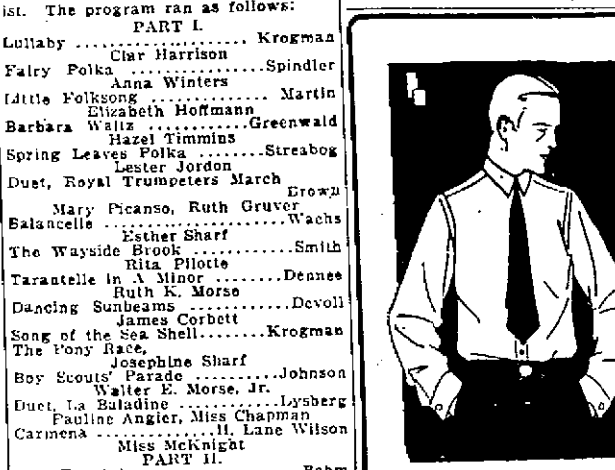 ist. The program ran as follows:
PART I.
Lullaby .................... Krogman
Clar Harrison
Fairy Polka ................Spindler
Anna Winters
Little Folksong .............. Martin
Elizabeth Hoffmann
Barbara Waltz ............Greenwald
Hazel Timmins
Spring Leaves Polka ........Streabog
Lester Jordon
Duet, Royal Trumpeters March
Brown
Mary Picanso, Ruth Gruver
Balancelle ....................Wachs
Esther Sharf
The Wayside Brook ............Smith
Rita Pilotte
Tarantelle in A Minor ........Dennee
Ruth K. Morse
Dancing Sunbeams ............Devoll
James Corbett
Song of the Sea Shell........Krogman
The Pony Race,
Josephine Sharf
Boy Scouts' Parade ..........Johnson
Walter E. Morse, Jr.
Duet, La Baladine ..........Lysberg
Pauline Angier, Miss Chapman
Carmena ..............H. Lane Wilson
Miss McKnight
PART II.
Bohm